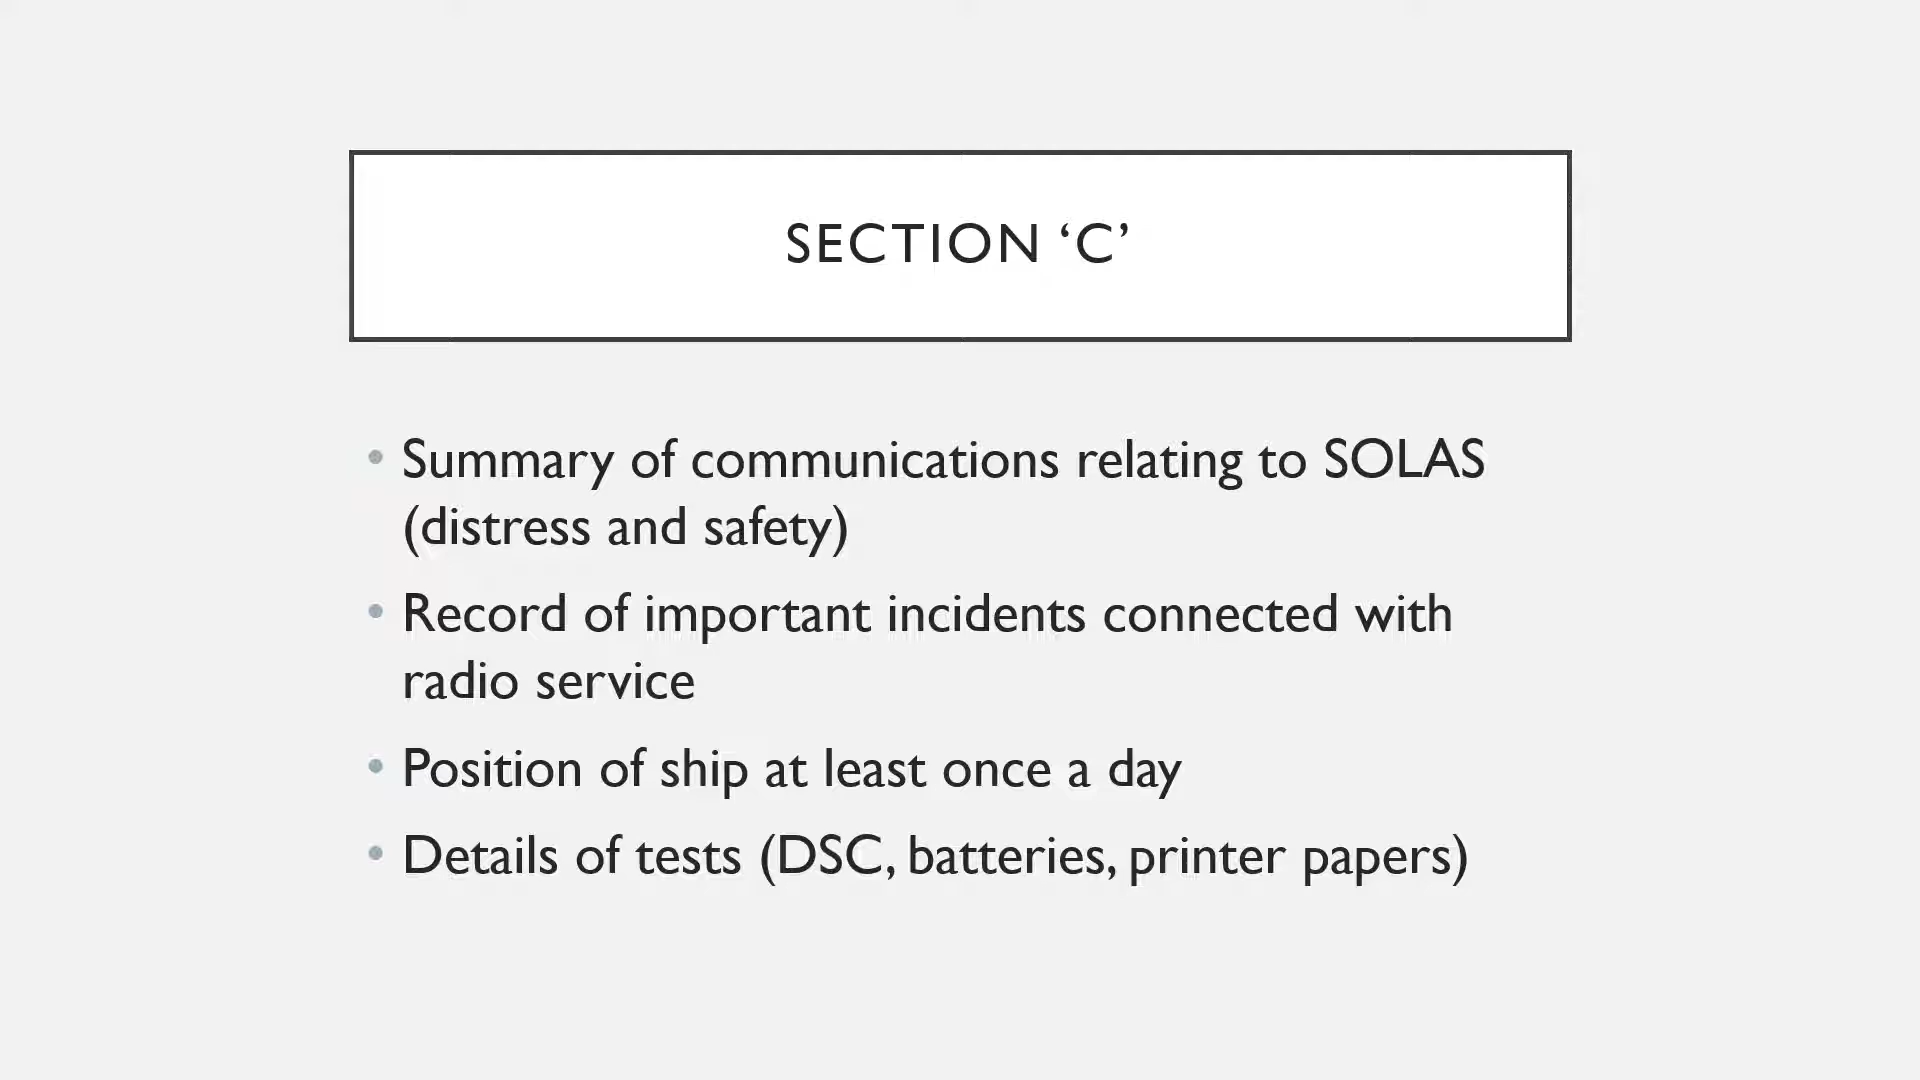 SECTION ‘C’
• Summary of communications relating to SOLAS
(distress and safety)
• Record of important incidents connected with
radio service
• Position of ship at least once a day
• Details of tests (DSC, batteries, printer papers)